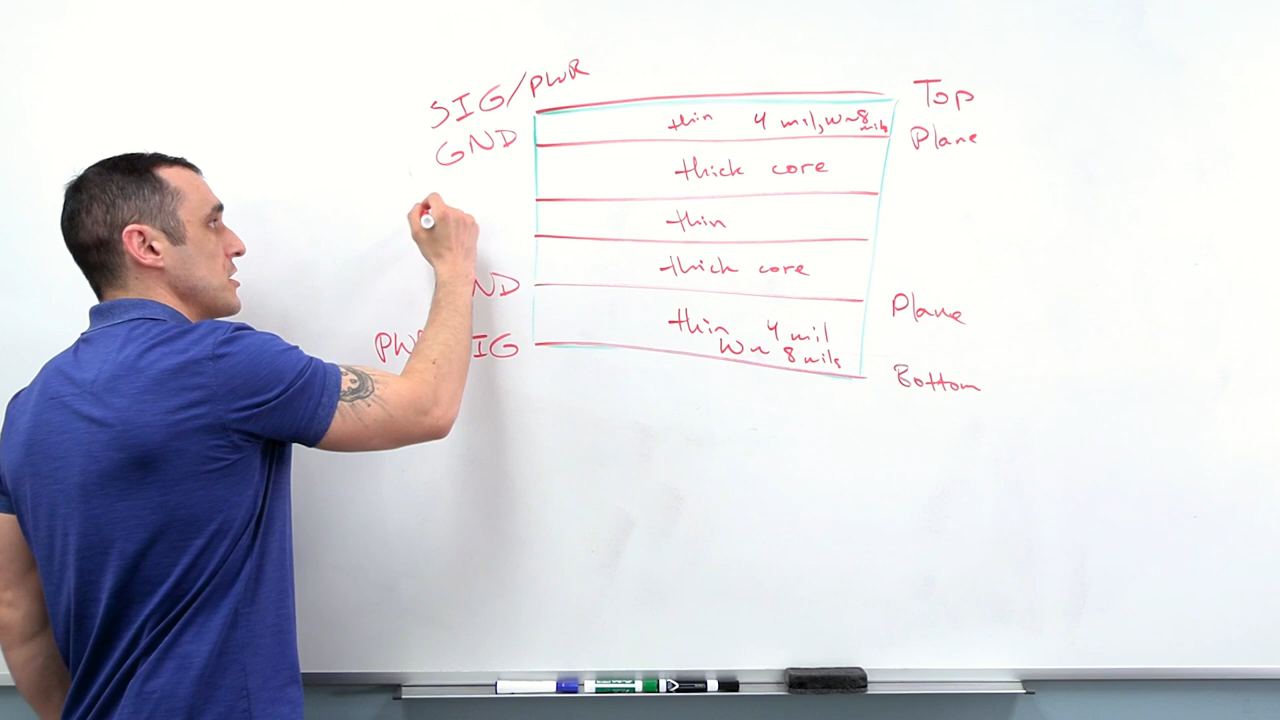 SIG/PWR
Top
thin 4 mil, W~8 mils
GND
Plane
thick core
thin
thick core
ND
Plane
thin 4 mil
W~ 8 mils
PW IG
Bottom